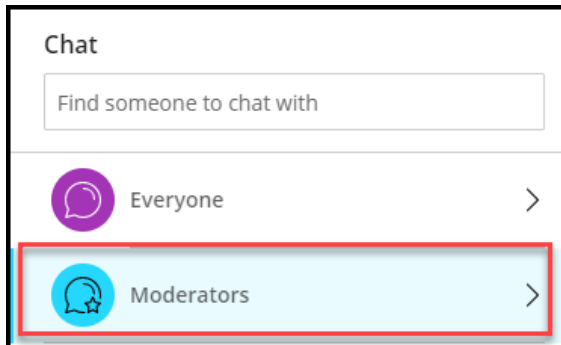 Chat
Find someone to chat with
Everyone
Moderators